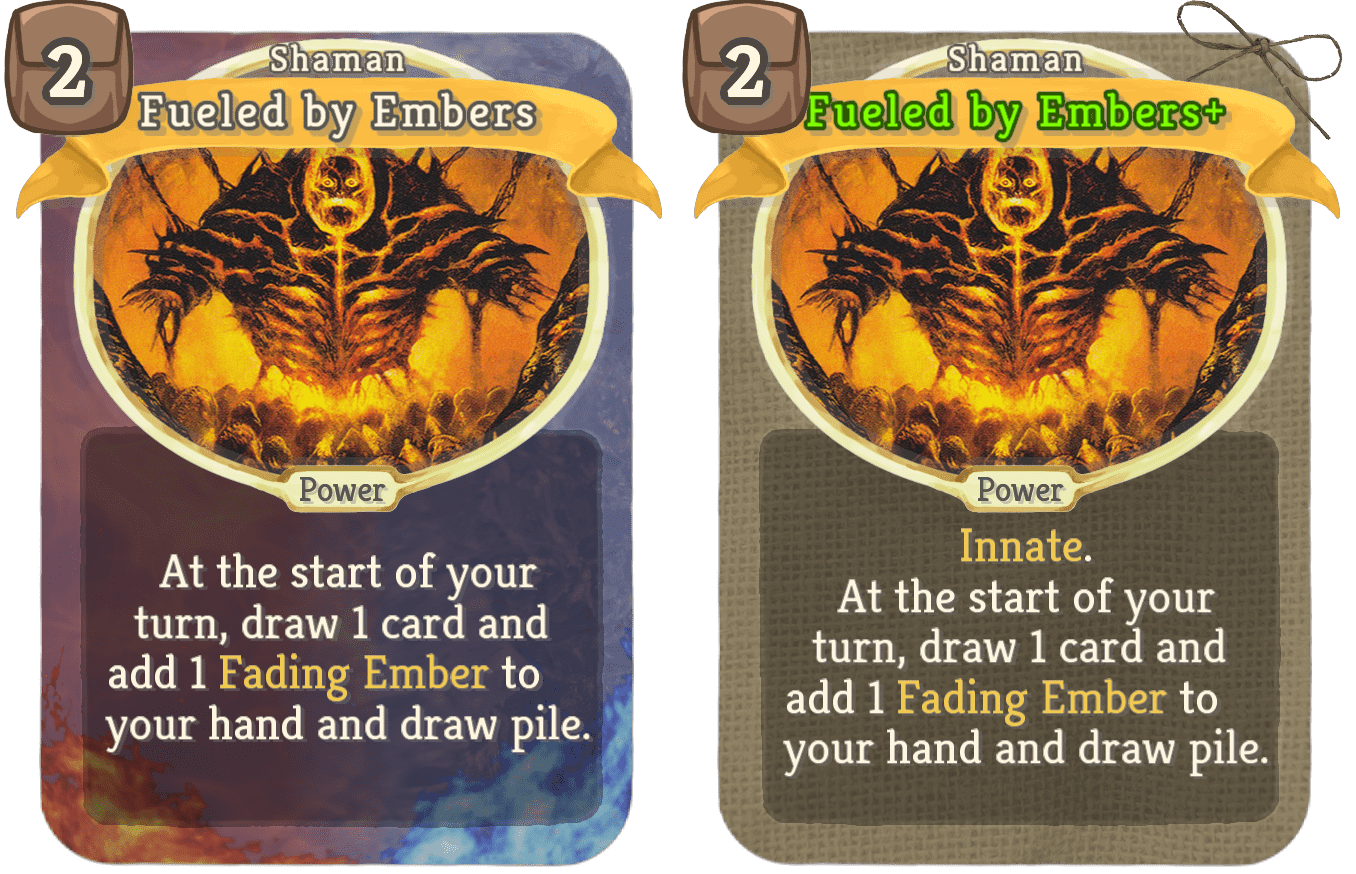 2
Shaman
Fueled by Embers
Power
At the start of your
turn, draw 1 card and
add 1 Fading Ember to
your hand and draw pile.
2
Shaman
Fueled by Embers+
Power
Innate.
At the start of your
turn, draw 1 card and
add 1 Fading Ember to
your hand and draw pile.